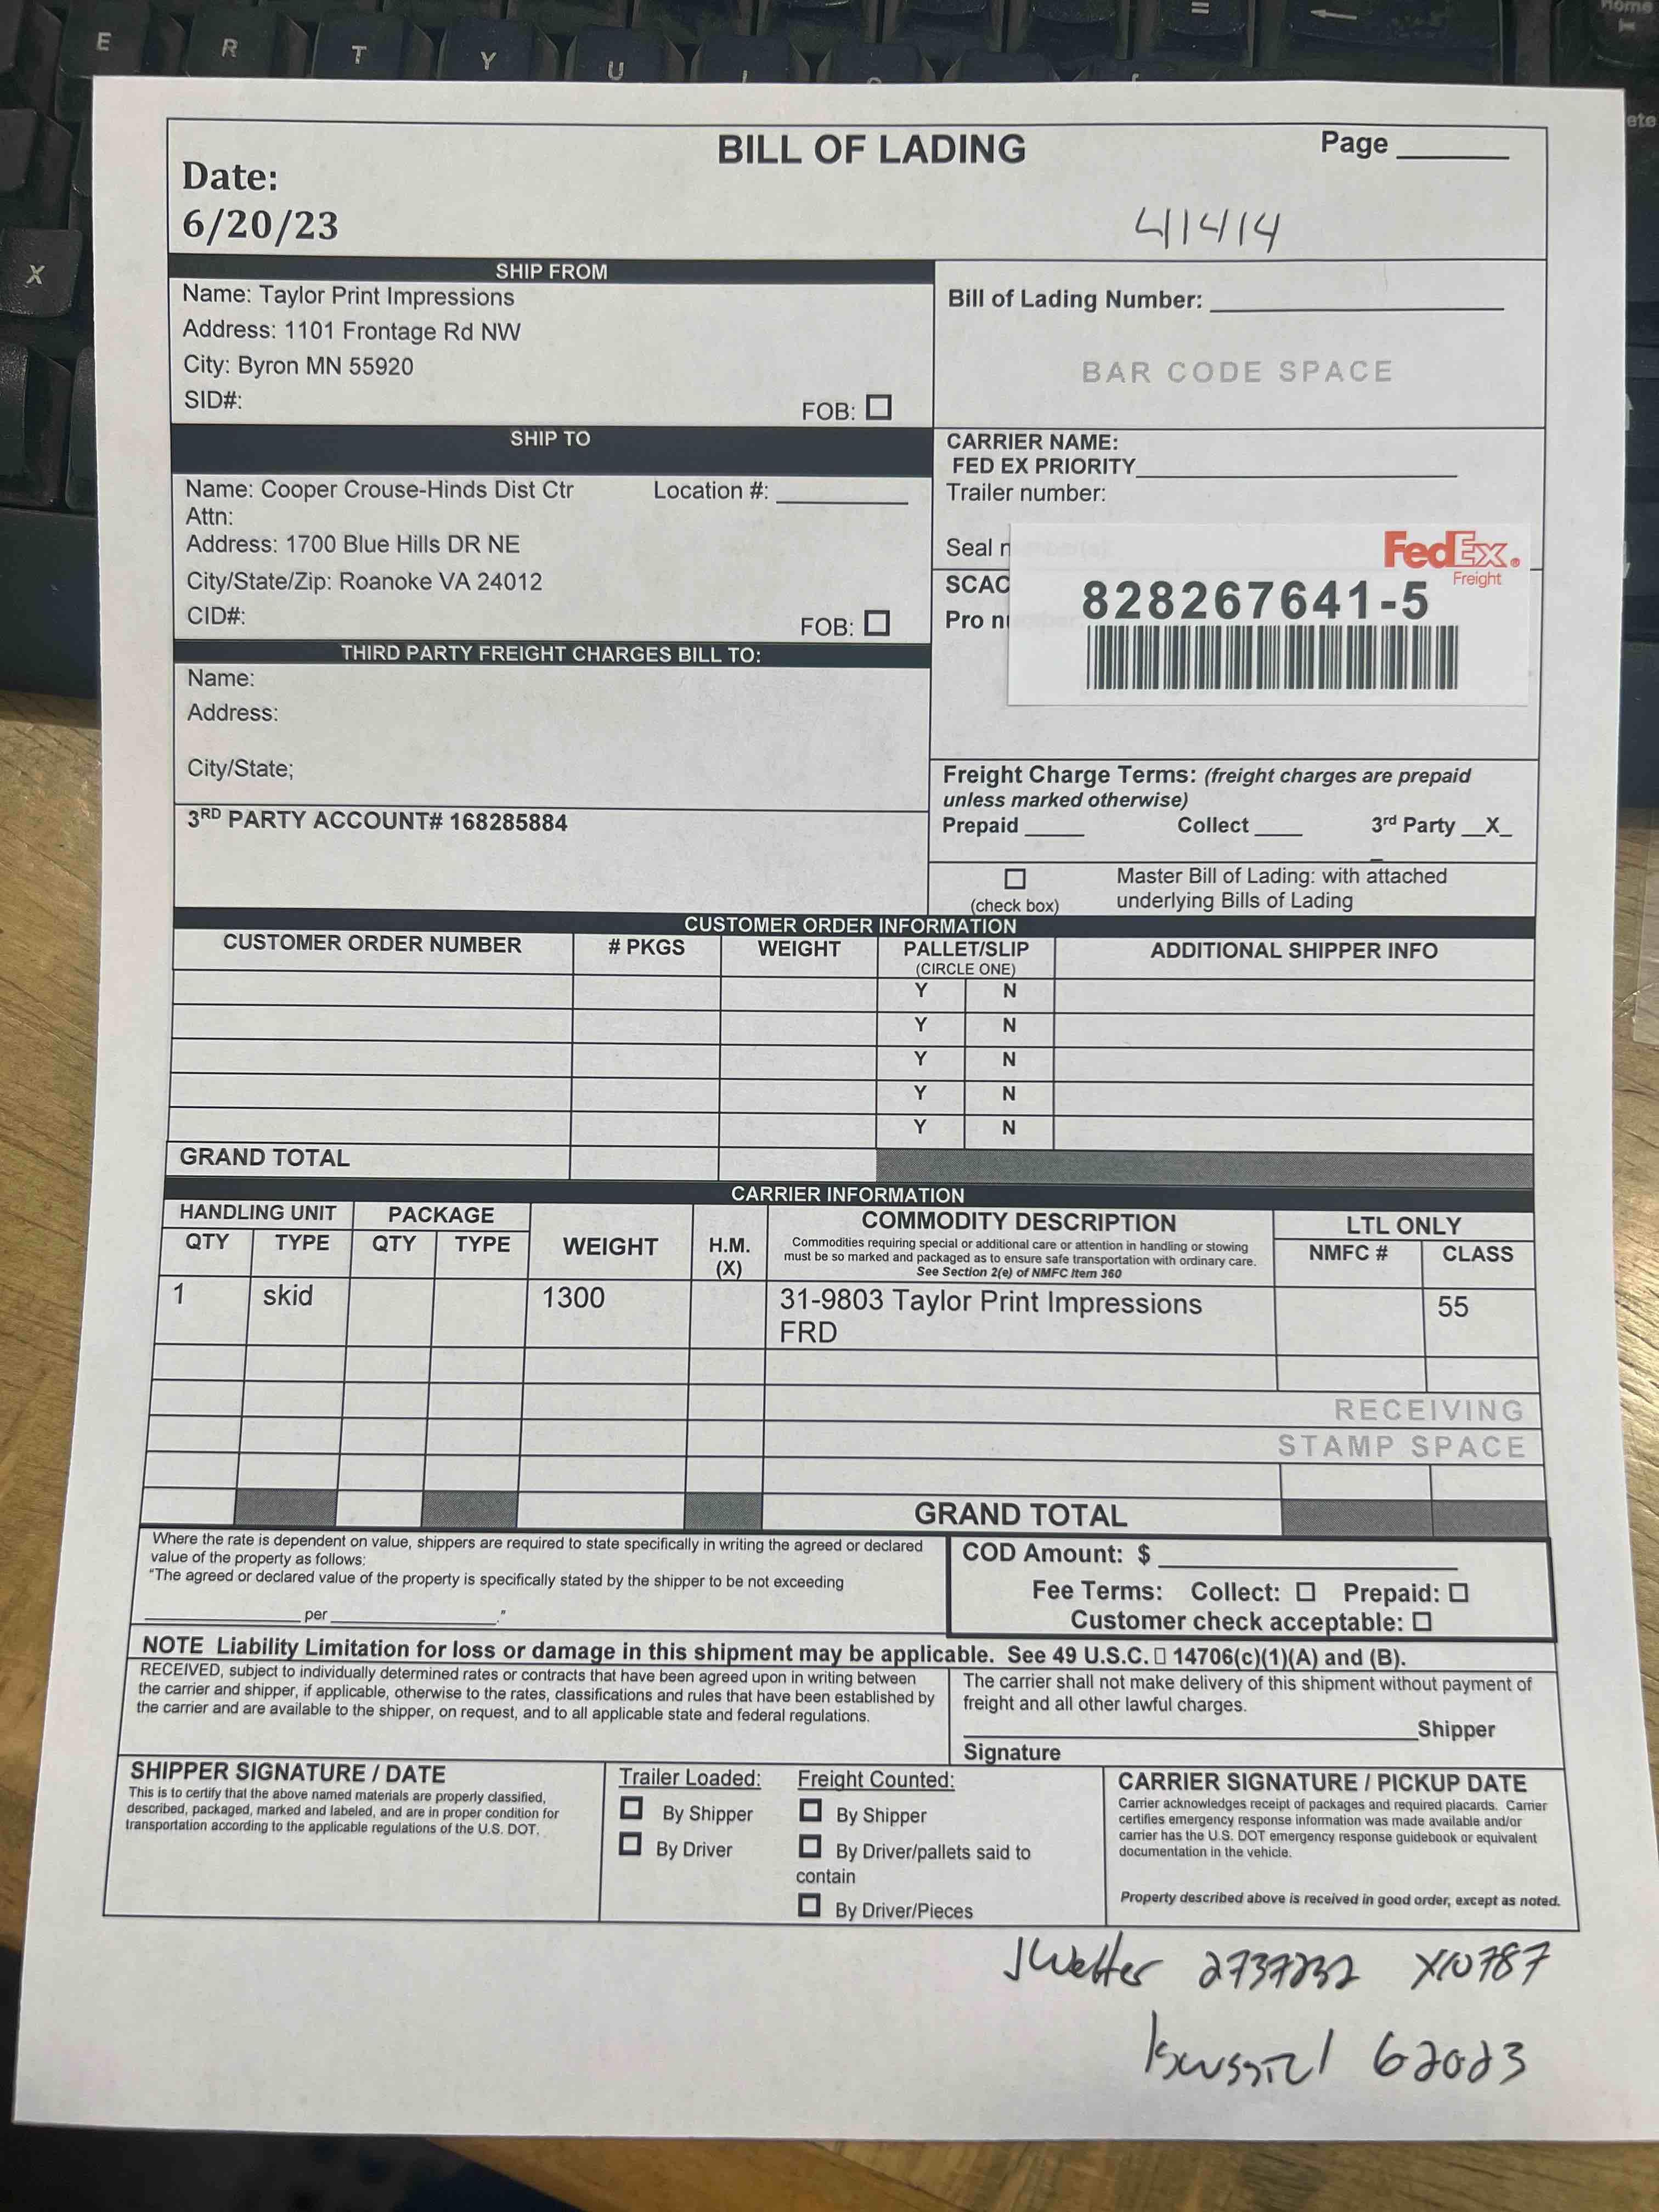 E R T Y U
home
ete
X
BILL OF LADING
Page
Date:
6/20/23
41414
SHIP FROM
Name: Taylor Print Impressions
Address: 1101 Frontage Rd NW
City: Byron MN 55920
SID#:
FOB:
Bill of Lading Number:
BAR CODE SPACE
SHIP TO
Name: Cooper Crouse-Hinds Dist Ctr Location #:
Attn:
Address: 1700 Blue Hills DR NE
City/State/Zip: Roanoke VA 24012
CID#:
FOB:
CARRIER NAME:
FED EX PRIORITY
Trailer number:
Seal n
SCAC
Pro n
FedEx
Freight
828267641-5
THIRD PARTY FREIGHT CHARGES BILL TO:
Name:
Address:
City/State;
3RD PARTY ACCOUNT# 168285884
Freight Charge Terms: (freight charges are prepaid
unless marked otherwise)
Prepaid Collect 3rd Party X
(check box)
Master Bill of Lading: with attached
underlying Bills of Lading
CUSTOMER ORDER INFORMATION
CUSTOMER ORDER NUMBER # PKGS WEIGHT PALLET/SLIP ADDITIONAL SHIPPER INFO
(CIRCLE ONE)
Y N
Y N
Y N
Y N
Y N
GRAND TOTAL
CARRIER INFORMATION
HANDLING UNIT PACKAGE
QTY TYPE QTY TYPE WEIGHT H.M.
(X)
COMMODITY DESCRIPTION
Commodities requiring special or additional care or attention in handling or stowing
must be so marked and packaged as to ensure safe transportation with ordinary care.
See Section 2(e) of NMFC Item 360
LTL ONLY
NMFC # CLASS
1 skid 1300 31-9803 Taylor Print Impressions 55
FRD
RECEIVING
STAMP SPACE
GRAND TOTAL
Where the rate is dependent on value, shippers are required to state specifically in writing the agreed or declared
value of the property as follows:
"The agreed or declared value of the property is specifically stated by the shipper to be not exceeding
per ."
COD Amount: $
Fee Terms: Collect: Prepaid:
Customer check acceptable:
NOTE Liability Limitation for loss or damage in this shipment may be applicable. See 49 U.S.C. 14706(c)(1)(A) and (B).
RECEIVED, subject to individually determined rates or contracts that have been agreed upon in writing between
the carrier and shipper, if applicable, otherwise to the rates, classifications and rules that have been established by
the carrier and are available to the shipper, on request, and to all applicable state and federal regulations.
The carrier shall not make delivery of this shipment without payment of
freight and all other lawful charges.
Shipper
Signature
SHIPPER SIGNATURE / DATE
This is to certify that the above named materials are properly classified,
described, packaged, marked and labeled, and are in proper condition for
transportation according to the applicable regulations of the U.S. DOT.
Trailer Loaded:
By Shipper
By Driver
Freight Counted:
By Shipper
By Driver/pallets said to
contain
By Driver/Pieces
CARRIER SIGNATURE / PICKUP DATE
Carrier acknowledges receipt of packages and required placards. Carrier
certifies emergency response information was made available and/or
carrier has the U.S. DOT emergency response guidebook or equivalent
documentation in the vehicle.
Property described above is received in good order, except as noted.
2737232 X10787
62023